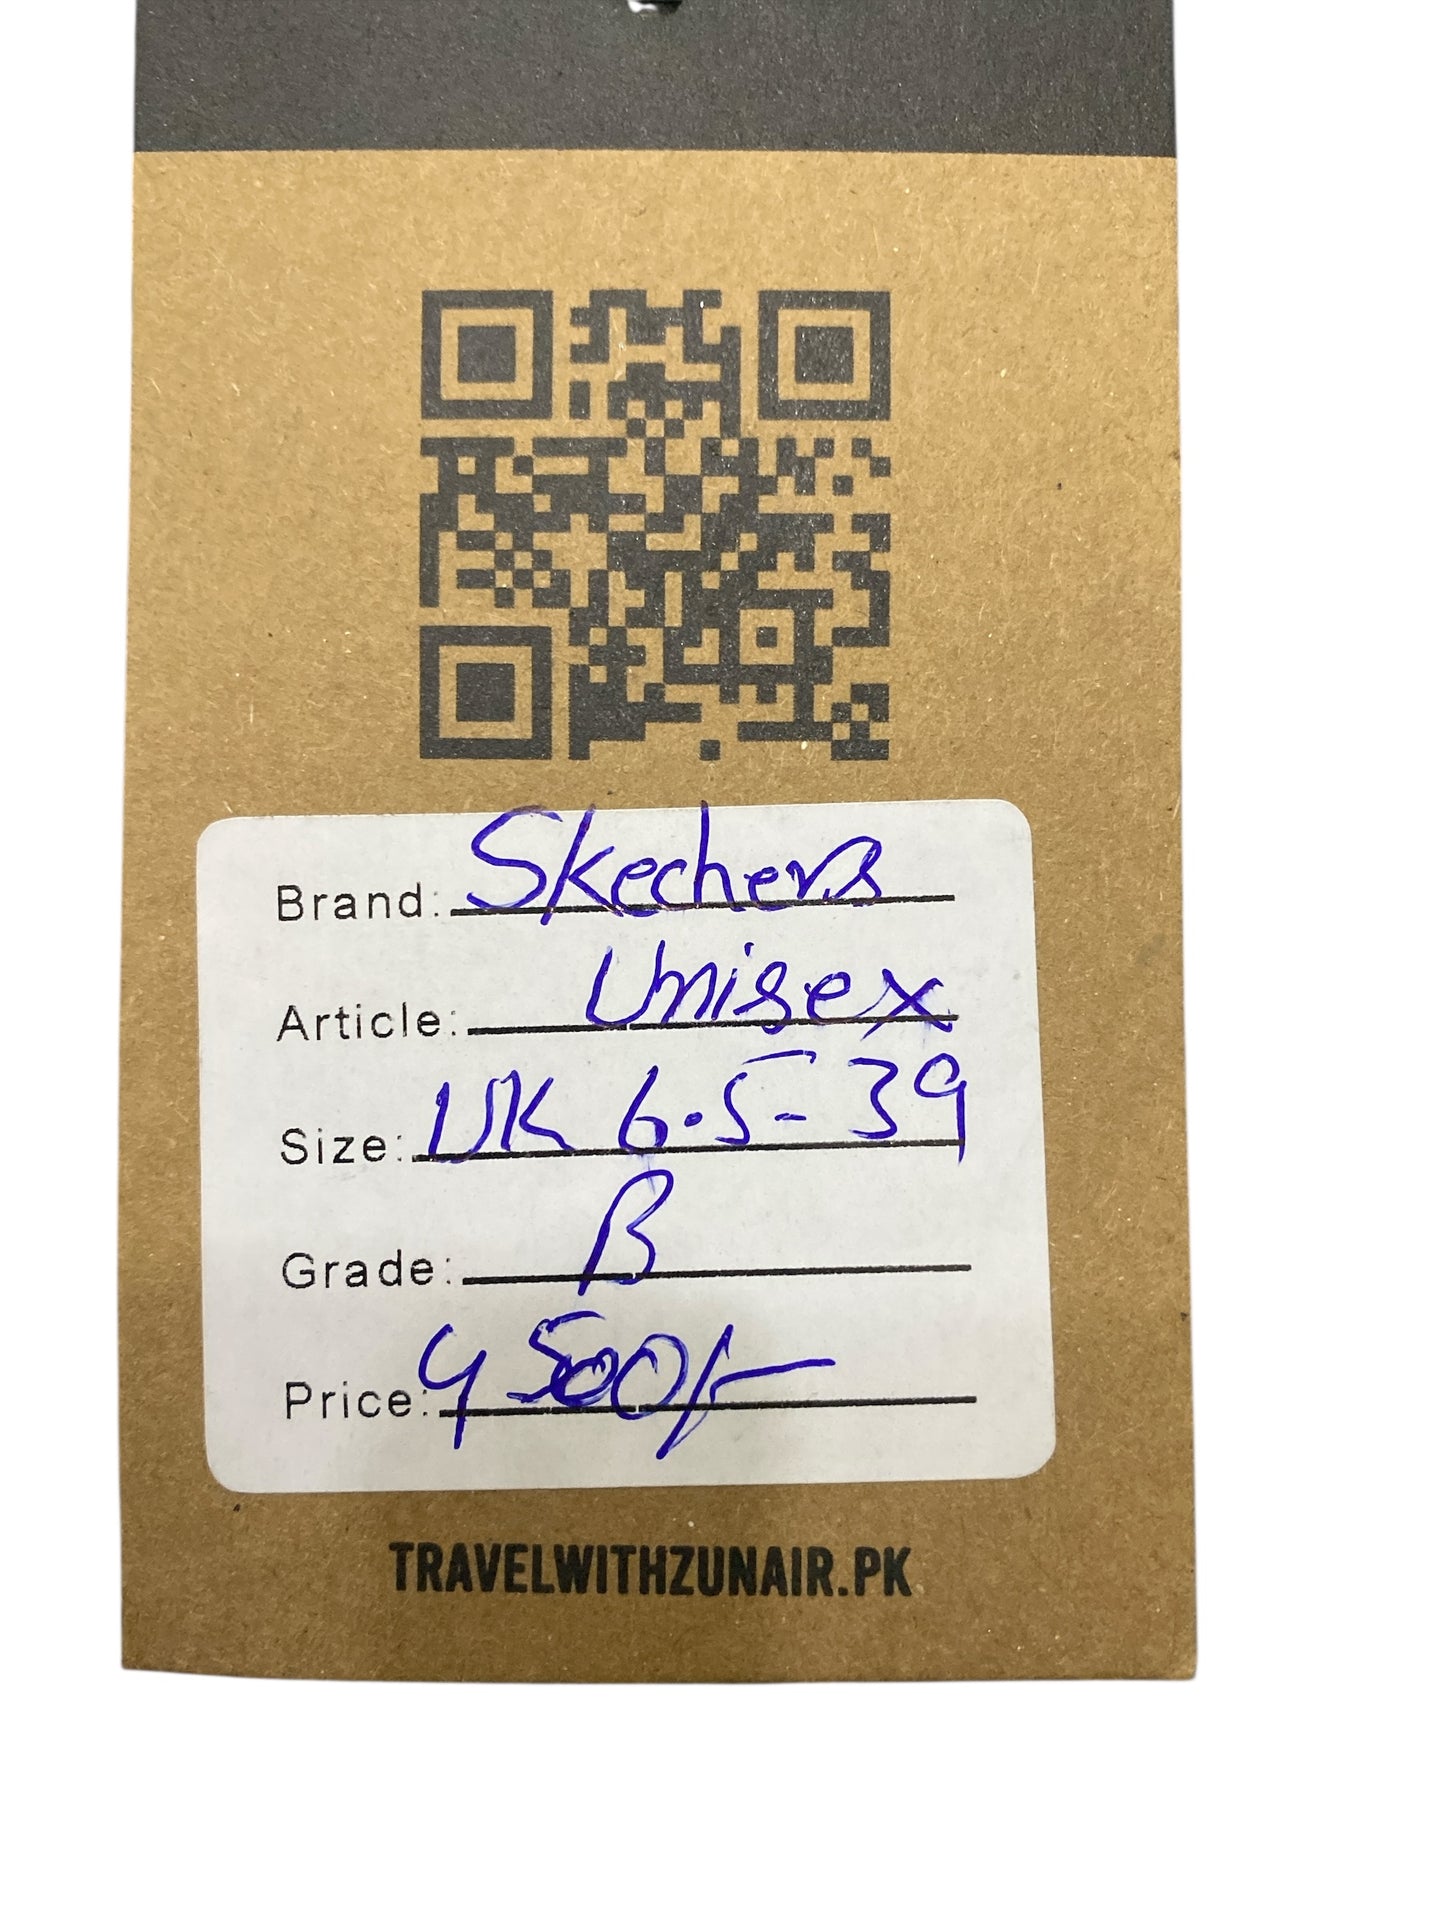 Brand: Skechers
Article: Unisex
Size: UK 6.5-39
Grade: B
Price: 4500/-
TRAVELWITHZUNAIR.PK